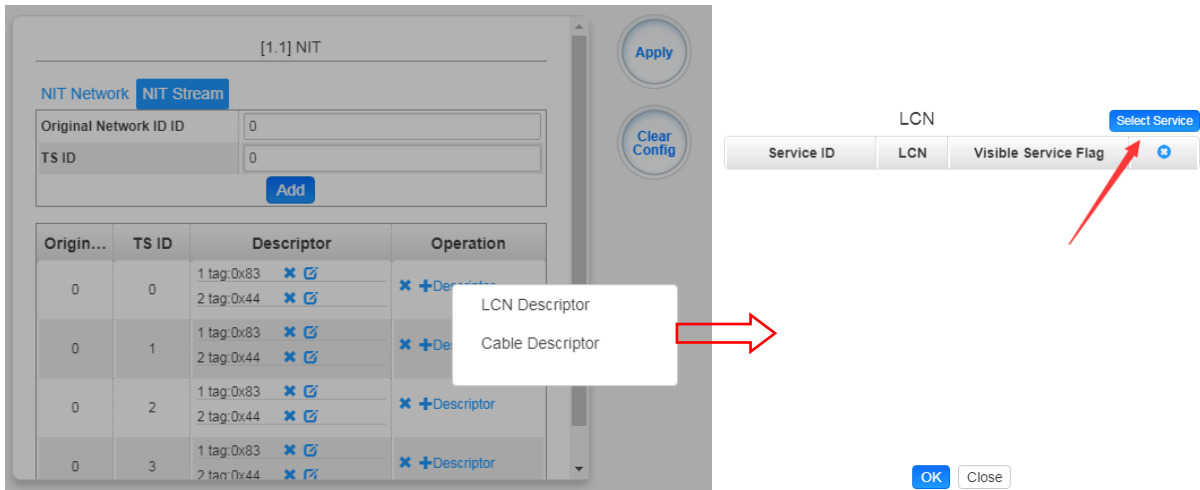 [1.1] NIT
NIT Network NIT Stream
Original Network ID ID 0
TS ID 0
Add
Origin... TS ID Descriptor Operation
0 0 1 tag:0x83 Descriptor
2 tag:0x44
0 1 1 tag:0x83 De
2 tag:0x44
0 2 1 tag:0x83 Descriptor
2 tag:0x44
0 3 1 tag:0x83 Descriptor
2 tag:0x44
LCN Descriptor
Cable Descriptor
Apply
Clear
Config
LCN
Select Service
Service ID LCN Visible Service Flag
OK Close